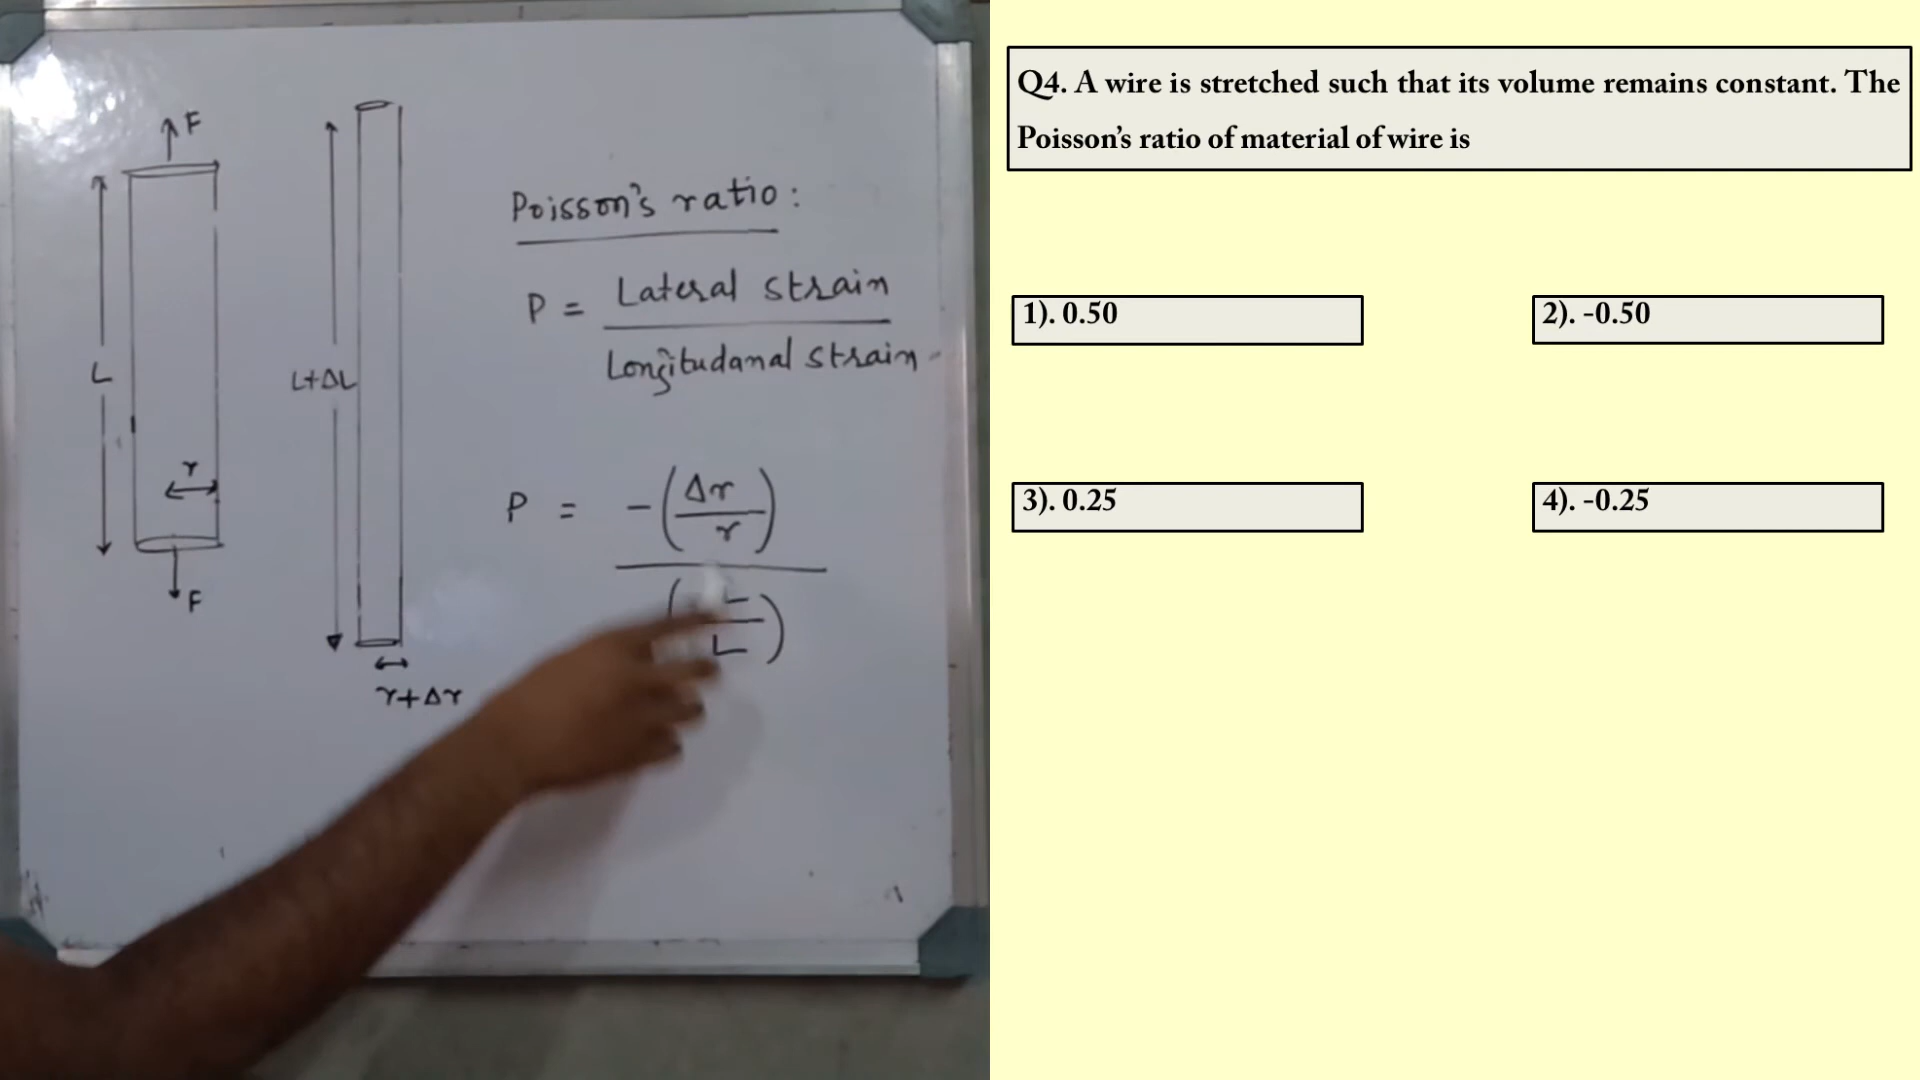 F
L
r
F
L+ΔL
r+Δr
Poisson's ratio:
P = Lateral strain
Longitudanal strain
P = -(Δr
r)
(L
L)
Q4. A wire is stretched such that its volume remains constant. The
Poisson's ratio of material of wire is
1). 0.50
2). -0.50
3). 0.25
4). -0.25